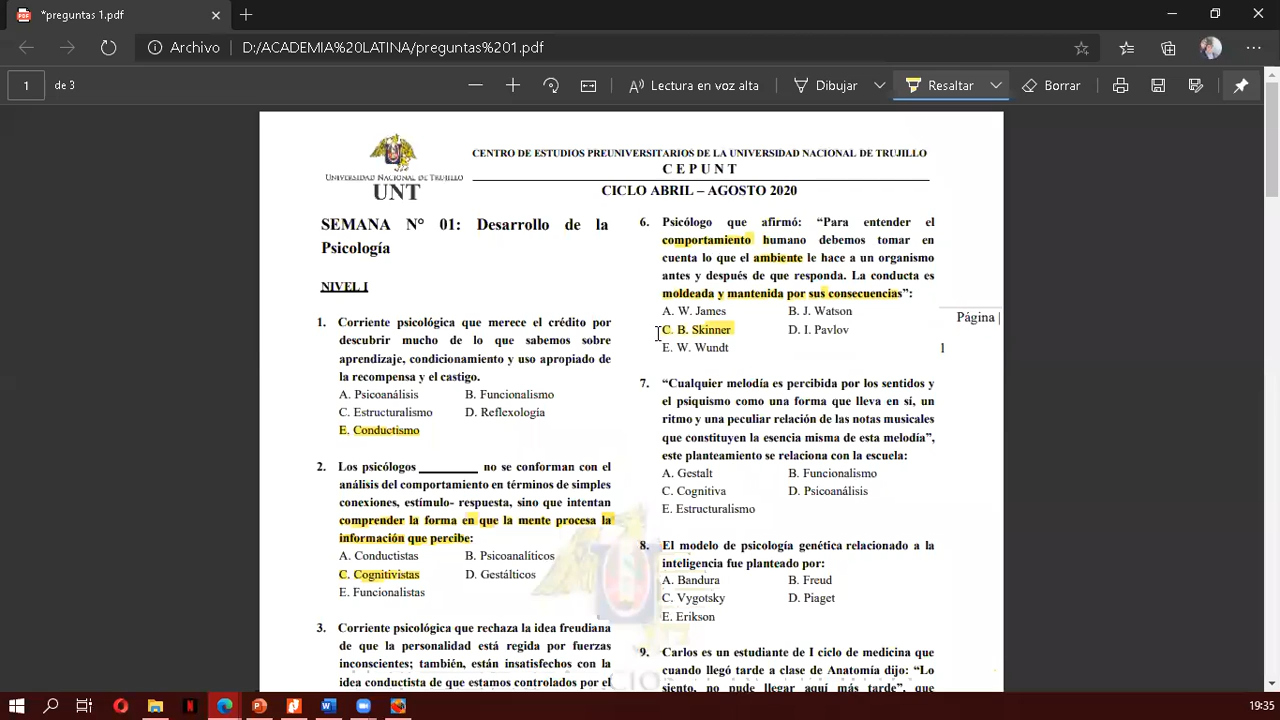 *preguntas 1.pdf
Archivo D:/ACADEMIA%20LATINA/preguntas%201.pdf
1 de 3 Lectura en voz alta Dibujar Resaltar Borrar
UNIVERSIDAD NACIONAL DE TRUJILLO
UNT
CENTRO DE ESTUDIOS PREUNIVERSITARIOS DE LA UNIVERSIDAD NACIONAL DE TRUJILLO
C E P U N T
CICLO ABRIL – AGOSTO 2020
SEMANA N° 01: Desarrollo de la
Psicología
NIVEL I
1. Corriente psicológica que merece el crédito por
descubrir mucho de lo que sabemos sobre
aprendizaje, condicionamiento y uso apropiado de
la recompensa y el castigo.
A. Psicoanálisis B. Funcionalismo
C. Estructuralismo D. Reflexología
E. Conductismo
2. Los psicólogos ________ no se conforman con el
análisis del comportamiento en términos de simples
conexiones, estímulo- respuesta, sino que intentan
comprender la forma en que la mente procesa la
información que percibe:
A. Conductistas B. Psicoanalíticos
C. Cognitivistas D. Gestálticos
E. Funcionalistas
3. Corriente psicológica que rechaza la idea freudiana
de que la personalidad está regida por fuerzas
inconscientes; también, están insatisfechos con la
idea conductista de que estamos controlados por el
6. Psicólogo que afirmó: “Para entender el
comportamiento humano debemos tomar en
cuenta lo que el ambiente le hace a un organismo
antes y después de que responda. La conducta es
moldeada y mantenida por sus consecuencias”:
A. W. James B. J. Watson
C. B. Skinner D. I. Pavlov
E. W. Wundt
7. “Cualquier melodía es percibida por los sentidos y
el psiquismo como una forma que lleva en sí, un
ritmo y una peculiar relación de las notas musicales
que constituyen la esencia misma de esta melodía”,
este planteamiento se relaciona con la escuela:
A. Gestalt B. Funcionalismo
C. Cognitiva D. Psicoanálisis
E. Estructuralismo
8. El modelo de psicología genética relacionado a la
inteligencia fue planteado por:
A. Bandura B. Freud
C. Vygotsky D. Piaget
E. Erikson
9. Carlos es un estudiante de I ciclo de medicina que
cuando llegó tarde a clase de Anatomía dijo: “Lo
siento, no pude llegar aquí más tarde”, que
Página |
1
19:35